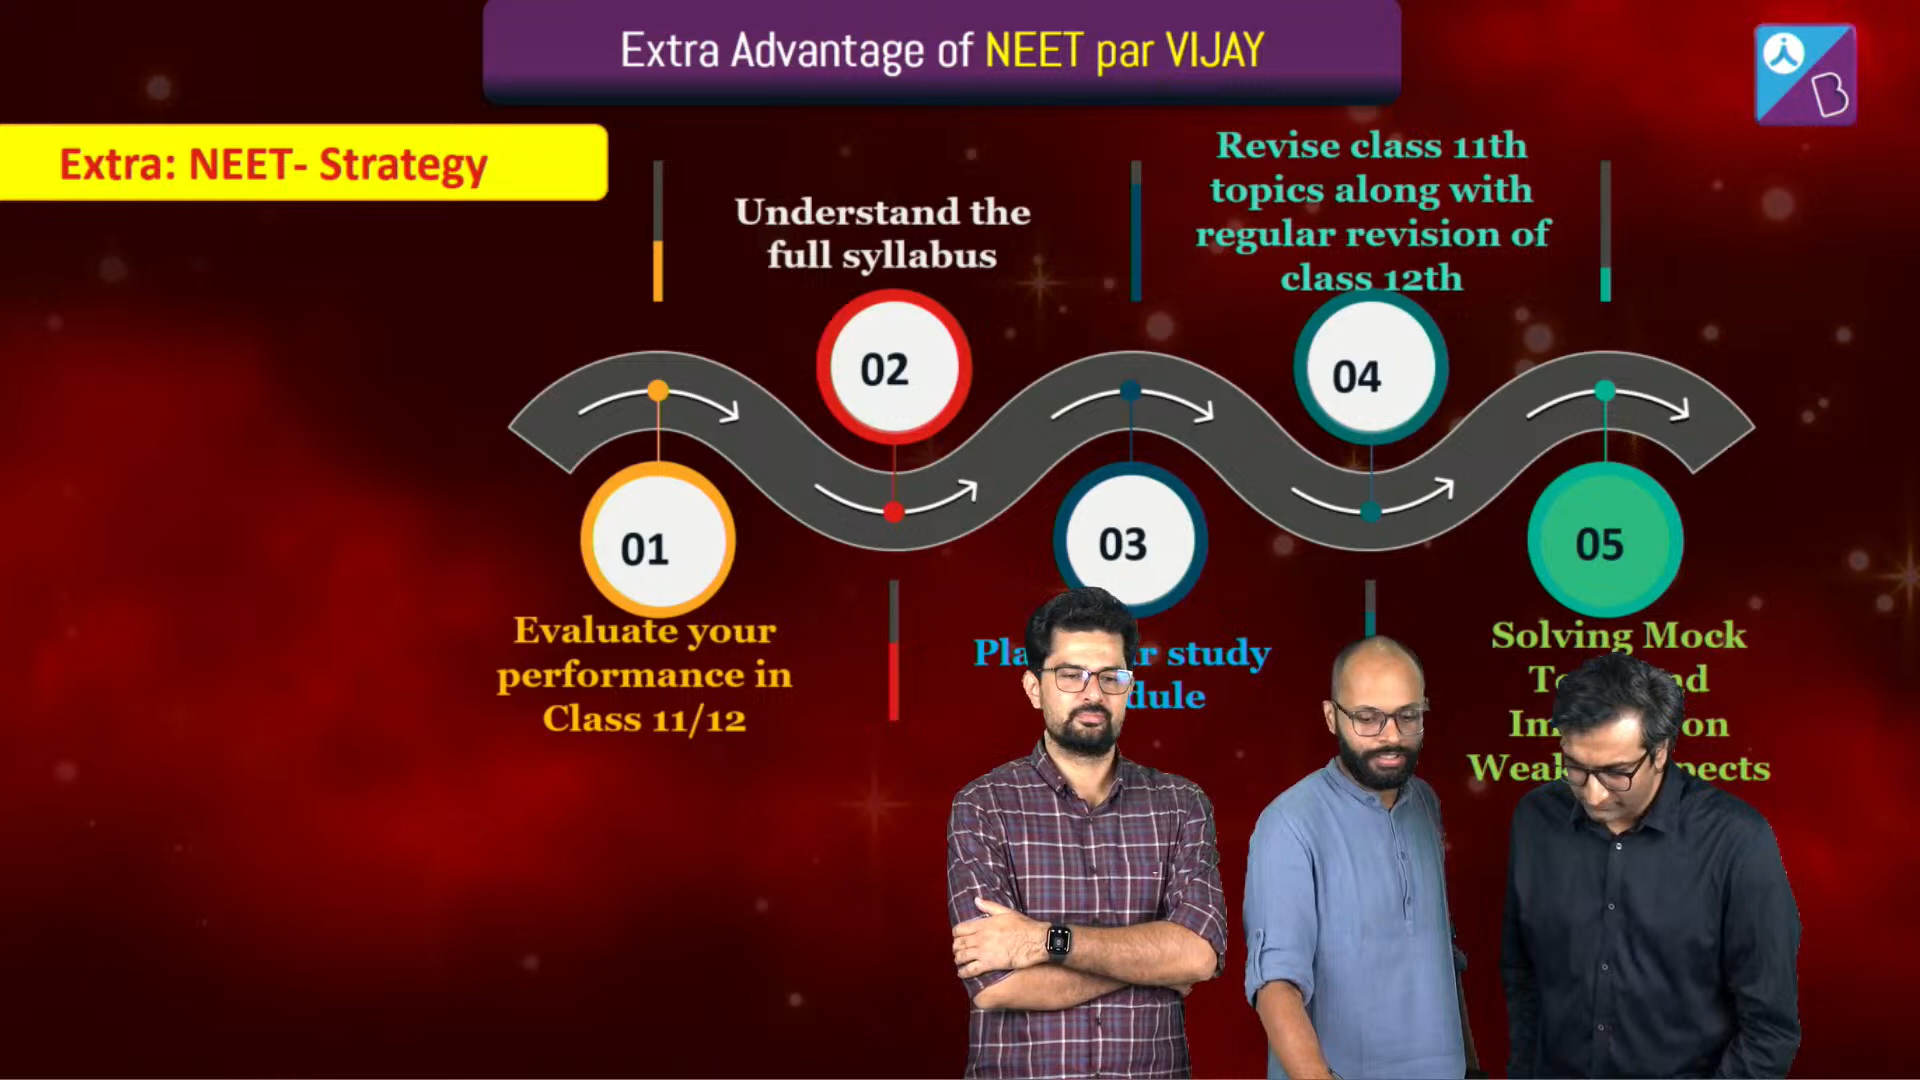 Extra Advantage of NEET par VIJAY
B
Extra: NEET- Strategy
Understand the
full syllabus
Revise class 11th
topics along with
regular revision of
class 12th
02
04
01
03
05
Evaluate your
performance in
Class 11/12
study
Solving Mock
on